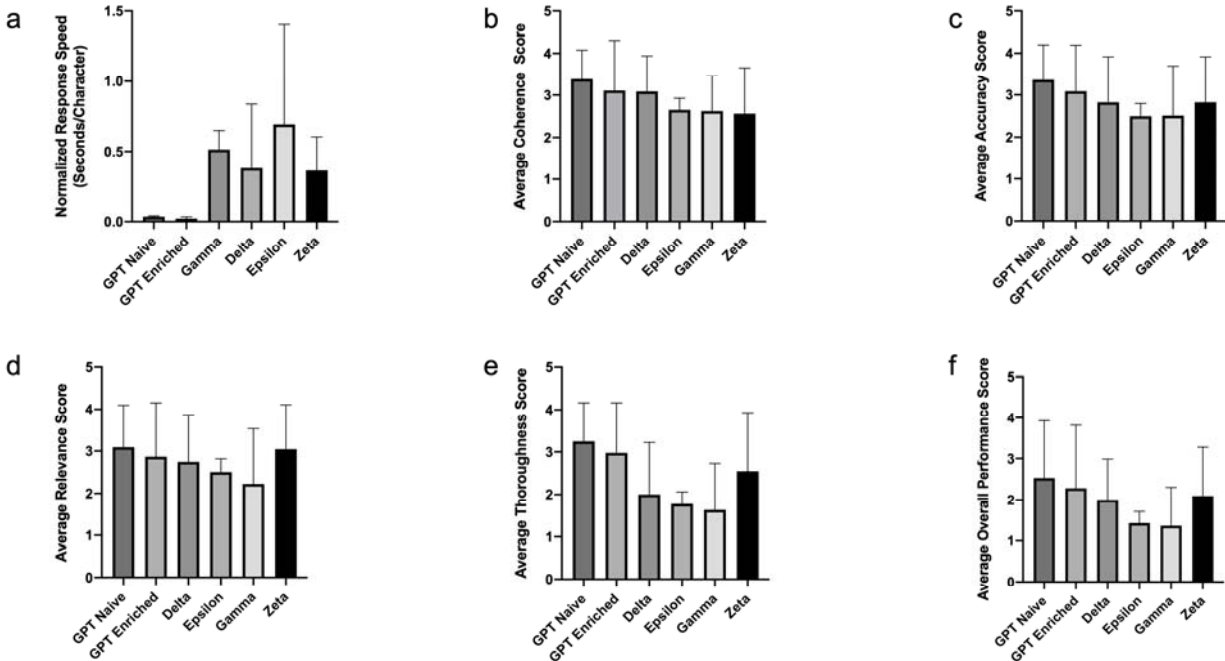 a
Normalized Response Speed
(Seconds/Character)
1.5
1.0
0.5
0.0
GPT Naive
GPT Enriched
Gamma
Delta
Epsilon
Zeta
b
Average Coherence Score
5
4
3
2
1
0
GPT Naive
GPT Enriched
Delta
Epsilon
Gamma
Zeta
c
Average Accuracy Score
5
4
3
2
1
0
GPT Naive
GPT Enriched
Delta
Epsilon
Gamma
Zeta
d
Average Relevance Score
5
4
3
2
1
0
GPT Naive
GPT Enriched
Delta
Epsilon
Gamma
Zeta
e
Average Thoroughness Score
5
4
3
2
1
0
GPT Naive
GPT Enriched
Delta
Epsilon
Gamma
Zeta
f
Average Overall Performance Score
5
4
3
2
1
0
GPT Naive
GPT Enriched
Delta
Epsilon
Gamma
Zeta